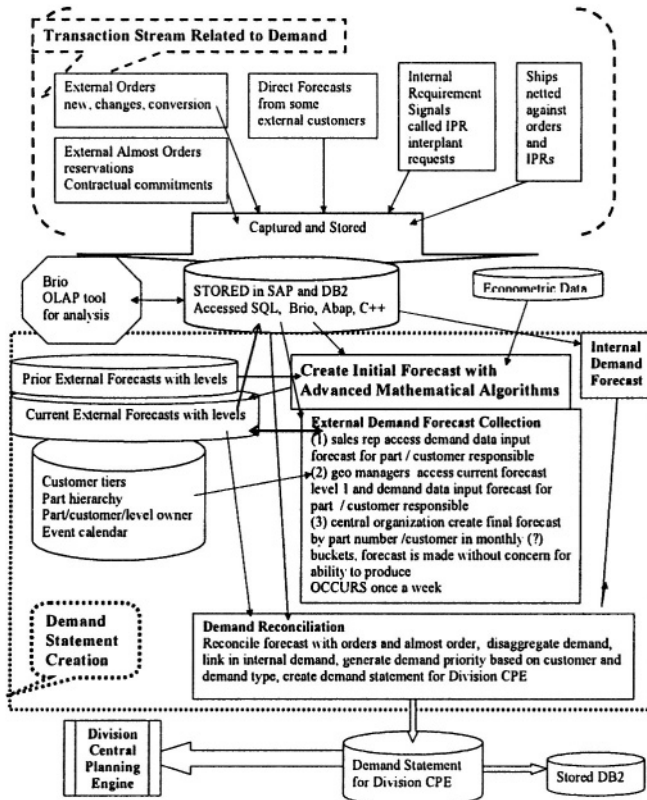 Transaction Stream Related to Demand
External Orders
new, changes, conversion
External Almost Orders
reservations
Contractual commitments
Direct Forecasts
from some
external customers
Internal
Requirement
Signals
called IPR
interplant
requests
Ships
netted
against
orders
and
IPRs
Captured and Stored
Brio
OLAP tool
for analysis
STORED in SAP and DB2
Accessed SQL, Brio, Abap, C++
Econometric Data
Prior External Forecasts with levels
Current External Forecasts with levels
Create Initial Forecast with
Advanced Mathematical Algorithms
Internal
Demand
Forecast
Customer tiers
Part hierarchy
Part/customer/level owner
Event calendar
External Demand Forecast Collection
(1) sales rep access demand data input
forecast for part / customer responsible
(2) geo managers access current forecast
level 1 and demand data input forecast for
part / customer responsible
(3) central organization create final forecast
by part number /customer in monthly (?)
buckets, forecast is made without concern for
ability to produce
OCCURS once a week
Demand
Statement
Creation
Demand Reconciliation
Reconcile forecast with orders and almost order, disaggregate demand,
link in internal demand, generate demand priority based on customer and
demand type, create demand statement for Division CPE
Division
Central
Planning
Engine
Demand Statement
for Division CPE
Stored DB2